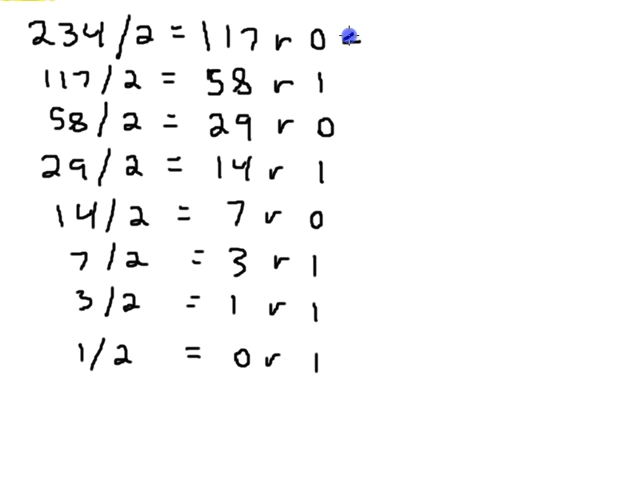 234/2 = 117 r 0
117/2 = 58 r 1
58/2 = 29 r 0
29/2 = 14 r 1
14/2 = 7 r 0
7/2 = 3 r 1
3/2 = 1 r 1
1/2 = 0 r 1